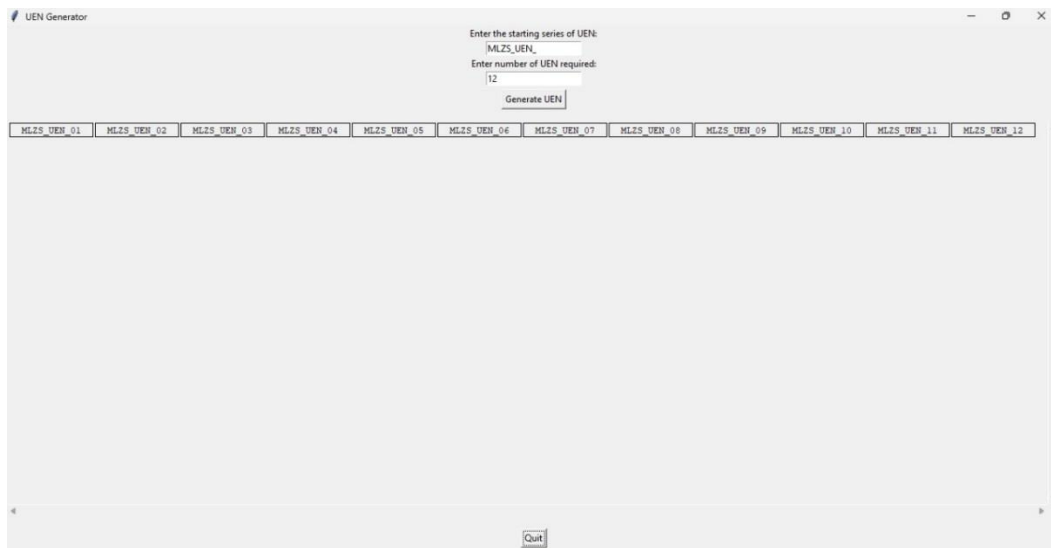 UEN Generator
Enter the starting series of UEN:
MLZS_UEN_
Enter number of UEN required:
12
Generate UEN
MLZS_UEN_01 MLZS_UEN_02 MLZS_UEN_03 MLZS_UEN_04 MLZS_UEN_05 MLZS_UEN_06 MLZS_UEN_07 MLZS_UEN_08 MLZS_UEN_09 MLZS_UEN_10 MLZS_UEN_11 MLZS_UEN_12
Quit